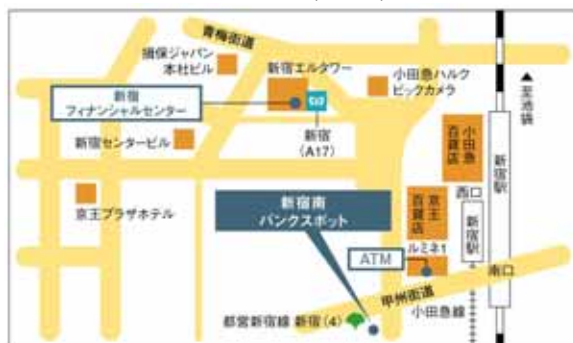 青梅街道
損保ジャパン
本社ビル
新宿エルタワー
小田急ハルク
ビックカメラ
▲至池袋
新宿
フィナンシャルセンター
新宿
(A17)
小田急
百貨店
新宿センタービル
新宿駅
西口
京王
百貨店
新宿駅
京王プラザホテル
新宿南
バンクスポット
ルミネ1
ATM
南口
甲州街道
小田急線
都営新宿線 新宿(4)